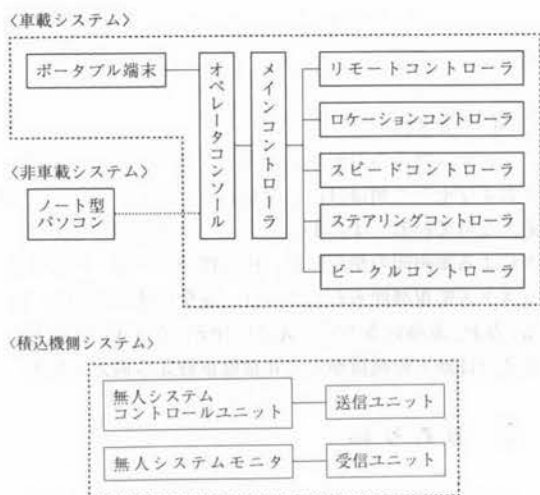 〈車載システム〉
ポータブル端末
オペレータコンソール
メインコントローラ
リモートコントローラ
ロケーションコントローラ
スピードコントローラ
ステアリングコントローラ
ビークルコントローラ
〈非車載システム〉
ノート型
パソコン
〈積込機側システム〉
無人システム
コントロールユニット
送信ユニット
無人システムモニタ
受信ユニット